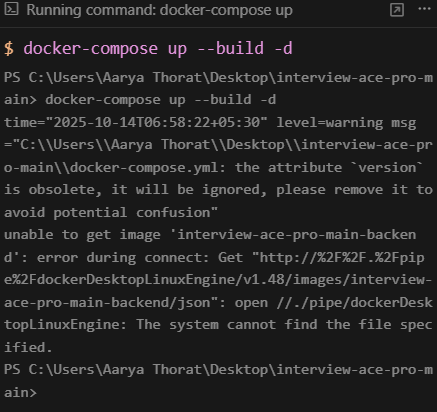 Running command: docker-compose up
$ docker-compose up --build -d
PS C:\Users\Aarya Thorat\Desktop\interview-ace-pro-m
ain> docker-compose up --build -d
time="2025-10-14T06:58:22+05:30" level=warning msg
="C:\\Users\\Aarya Thorat\\Desktop\\interview-ace-pr
o-main\\docker-compose.yml: the attribute `version`
is obsolete, it will be ignored, please remove it to
avoid potential confusion"
unable to get image 'interview-ace-pro-main-backen
d': error during connect: Get "http://%2F%2F.%2Fpip
e%2FdockerDesktopLinuxEngine/v1.48/images/interview-
ace-pro-main-backend/json": open //./pipe/dockerDesk
topLinuxEngine: The system cannot find the file spec
ified.
PS C:\Users\Aarya Thorat\Desktop\interview-ace-pro-m
ain>